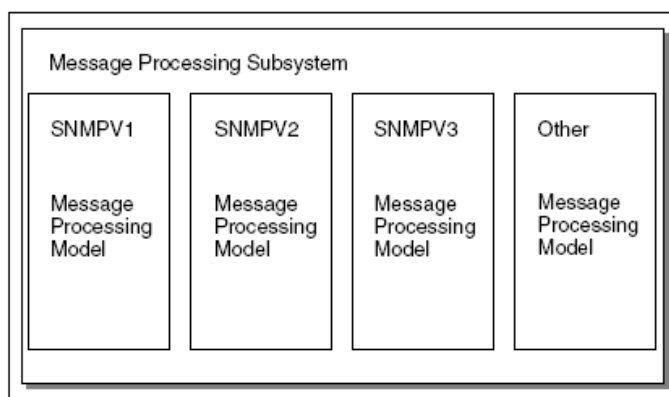 Message Processing Subsystem
SNMPV1
SNMPV2
SNMPV3
Other
Message
Processing
Model
Message
Processing
Model
Message
Processing
Model
Message
Processing
Model